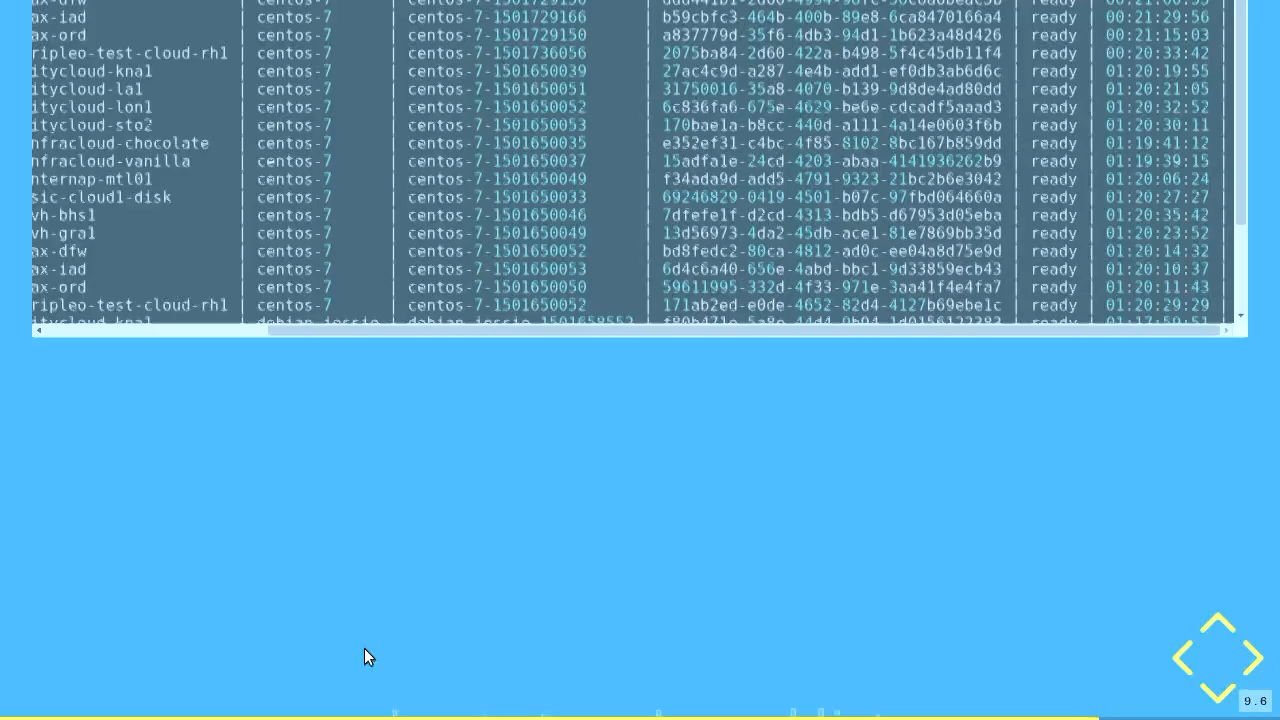 ax-iad | centos-7 | centos-7-1501729166 | b59cbfc3-464b-400b-89e8-6ca8470166a4 | ready | 00:21:29:56 |
ax-ord | centos-7 | centos-7-1501729150 | a837779d-35f6-4db3-94d1-1b623a48d426 | ready | 00:21:15:03 |
ripleo-test-cloud-rh1 | centos-7 | centos-7-1501736056 | 2075ba84-2d60-422a-b498-5f4c45db11f4 | ready | 00:20:33:42 |
itycloud-kna1 | centos-7 | centos-7-1501650039 | 27ac4c9d-a287-4e4b-add1-ef0db3ab6d6c | ready | 01:20:19:55 |
itycloud-la1 | centos-7 | centos-7-1501650051 | 31750016-35a8-4070-b139-9d8de4ad80dd | ready | 01:20:21:05 |
itycloud-lon1 | centos-7 | centos-7-1501650052 | 6c836fa6-675e-4629-be6e-cdcadf5aaad3 | ready | 01:20:32:52 |
itycloud-sto2 | centos-7 | centos-7-1501650053 | 170bae1a-b8cc-440d-a111-4a14e0603f6b | ready | 01:20:30:11 |
nfracloud-chocolate | centos-7 | centos-7-1501650035 | e352ef31-c4bc-4f85-8102-8bc167b859dd | ready | 01:19:41:12 |
nfracloud-vanilla | centos-7 | centos-7-1501650037 | 15adfa1e-24cd-4203-abaa-4141936262b9 | ready | 01:19:39:15 |
nternap-mtl01 | centos-7 | centos-7-1501650049 | f34ada9d-add5-4791-9323-21bc2b6e3042 | ready | 01:20:06:24 |
sic-cloud1-disk | centos-7 | centos-7-1501650033 | 69246829-0419-4501-b07c-97fbd064660a | ready | 01:20:27:27 |
vh-bhs1 | centos-7 | centos-7-1501650046 | 7dfefe1f-d2cd-4313-bdb5-d67953d05eba | ready | 01:20:35:42 |
vh-gra1 | centos-7 | centos-7-1501650049 | 13d56973-4da2-45db-ace1-81e7869bb35d | ready | 01:20:23:52 |
ax-dfw | centos-7 | centos-7-1501650052 | bd8fedc2-80ca-4812-ad0c-ee04a8d75e9d | ready | 01:20:14:32 |
ax-iad | centos-7 | centos-7-1501650053 | 6d4c6a40-656e-4abd-bbc1-9d33859ecb43 | ready | 01:20:10:37 |
ax-ord | centos-7 | centos-7-1501650050 | 59611995-332d-4f33-971e-3aa41f4e4fa7 | ready | 01:20:11:43 |
ripleo-test-cloud-rh1 | centos-7 | centos-7-1501650052 | 171ab2ed-e0de-4652-82d4-4127b69ebe1c | ready | 01:20:29:29 |
itycloud-kna1 | debian-jessie | debian-jessie-1501658552 | ready | 01:17:59:51 |
9.6